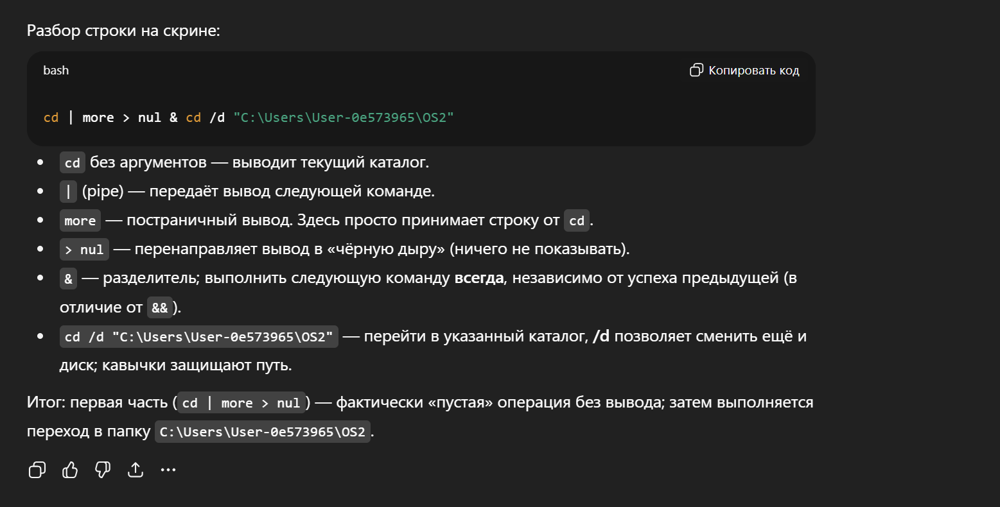 Разбор строки на скрине:
bash
Копировать код
cd | more > nul & cd /d "C:\Users\User-0e573965\OS2"
cd без аргументов — выводит текущий каталог.
| (pipe) — передаёт вывод следующей команде.
more — постраничный вывод. Здесь просто принимает строку от cd.
> nul — перенаправляет вывод в «чёрную дыру» (ничего не показывать).
& — разделитель; выполнить следующую команду всегда, независимо от успеха предыдущей (в
отличие от &&).
cd /d "C:\Users\User-0e573965\OS2" — перейти в указанный каталог, /d позволяет сменить ещё и
диск; кавычки защищают путь.
Итог: первая часть (cd | more > nul) — фактически «пустая» операция без вывода; затем выполняется
переход в папку C:\Users\User-0e573965\OS2.